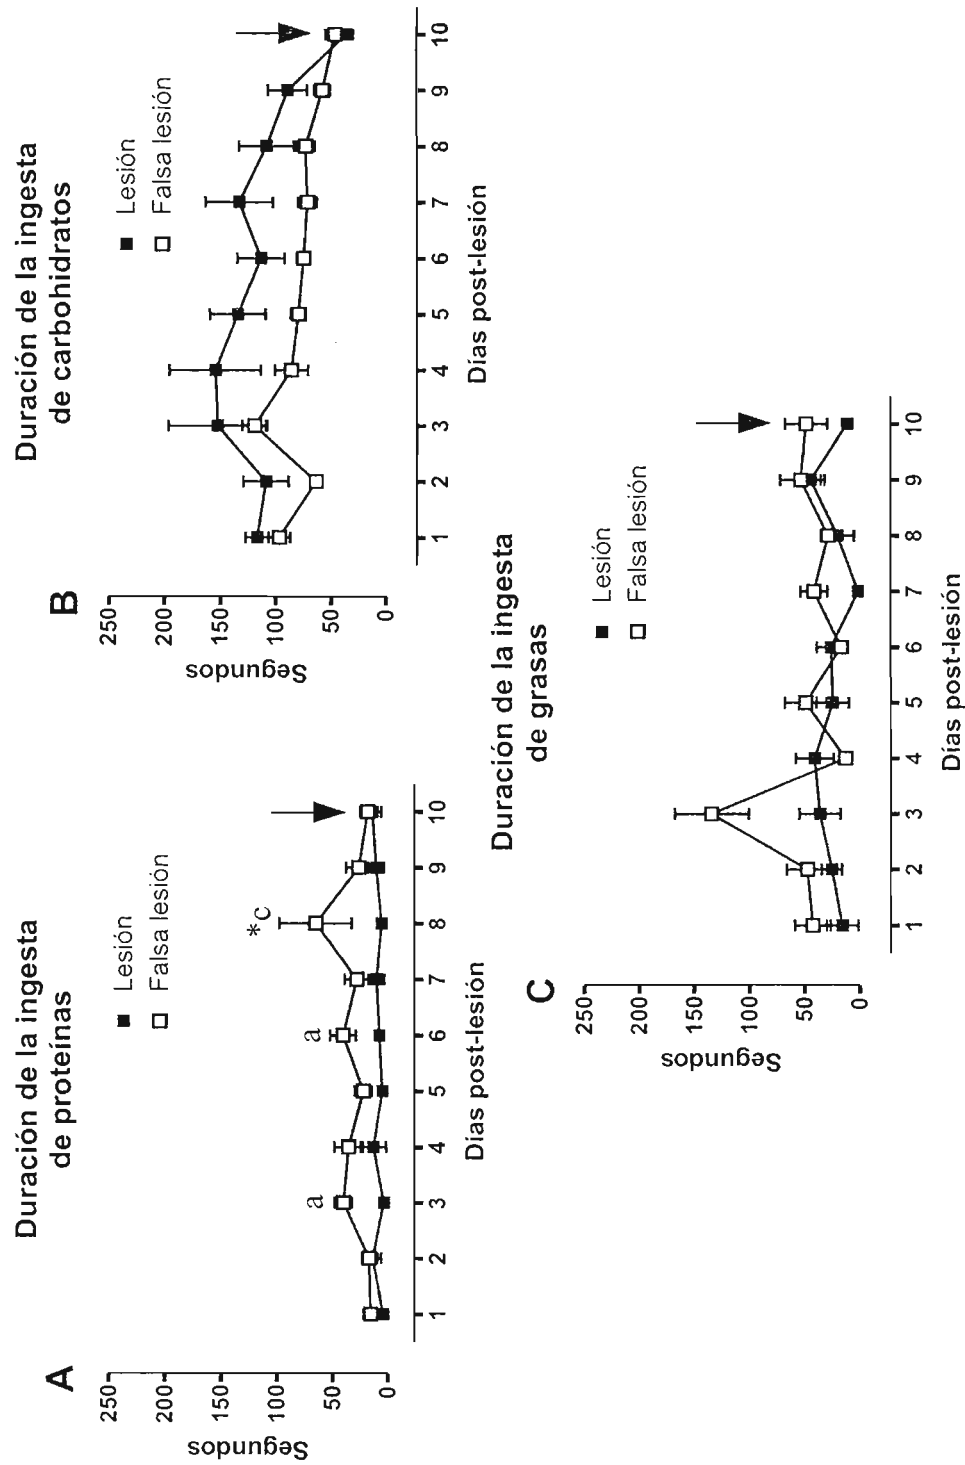 A
Duración de la ingesta
de proteínas
Lesión
Falsa lesión
250
200
150
100
50
0
Segundos
a
a
*c
1 2 3 4 5 6 7 8 9 10
Días post-lesión
B
Duración de la ingesta
de carbohidratos
Lesión
Falsa lesión
250
200
150
100
50
0
Segundos
1 2 3 4 5 6 7 8 9 10
Días post-lesión
C
Duración de la ingesta
de grasas
Lesión
Falsa lesión
250
200
150
100
50
0
Segundos
1 2 3 4 5 6 7 8 9 10
Días post-lesión